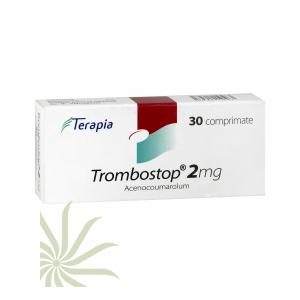 Terapia
30 comprimate
Trombostop® 2mg
Acenocoumarolum